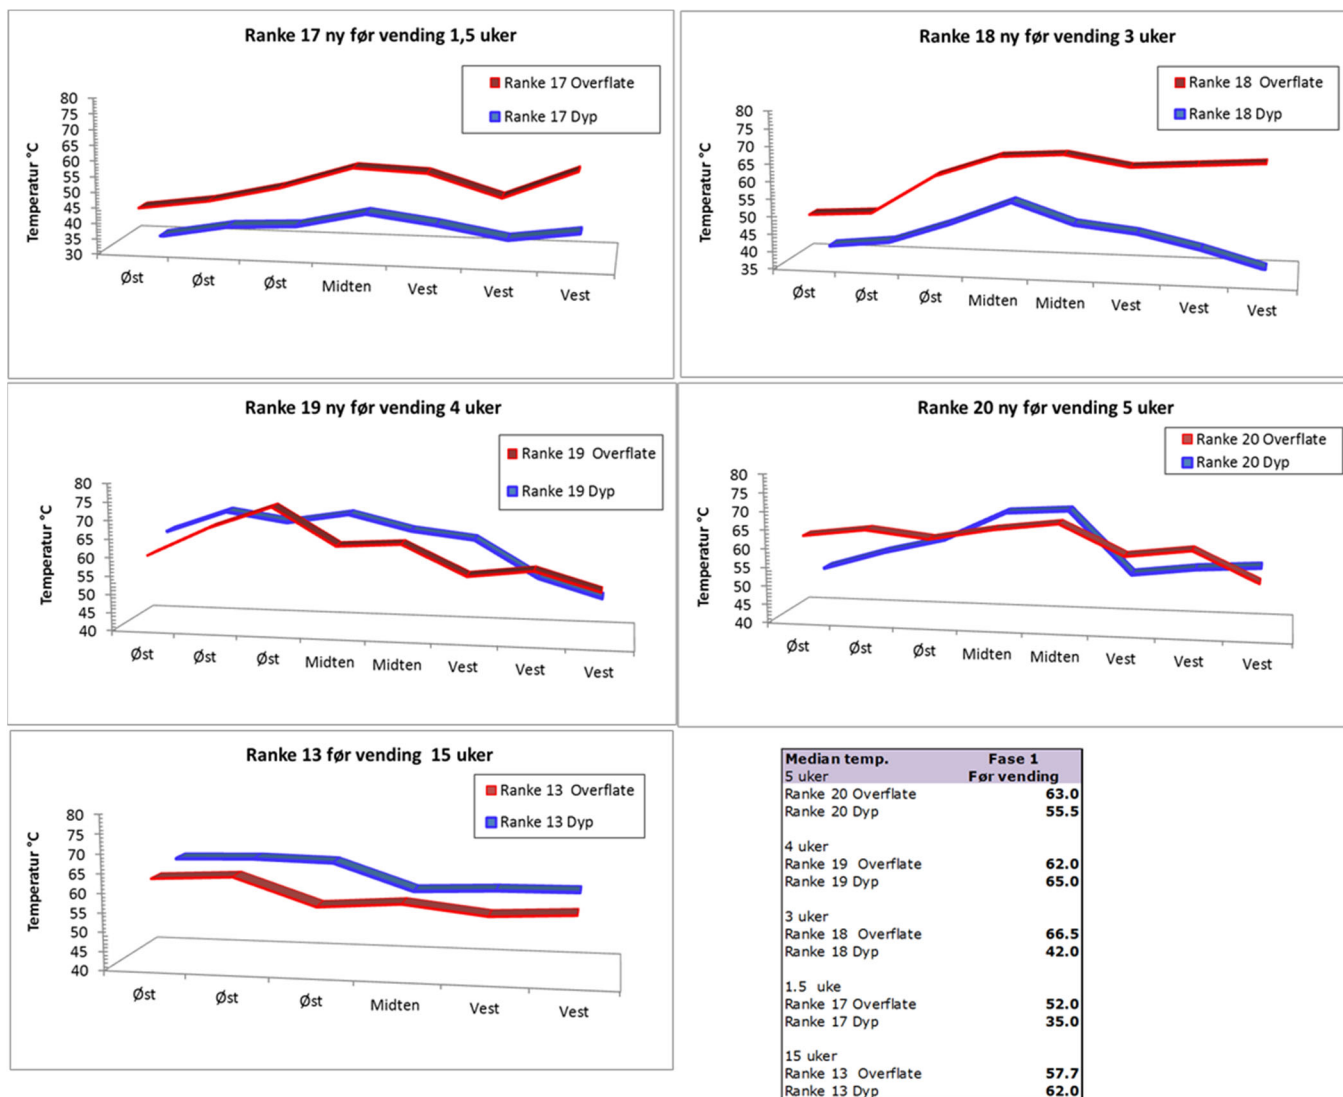 Ranke 17 ny før vending 1,5 uker
Ranke 17 Overflate
Ranke 17 Dyp
Temperatur °C
80
75
70
65
60
55
50
45
40
35
30
Øst
Øst
Øst
Midten
Vest
Vest
Vest
Ranke 18 ny før vending 3 uker
Ranke 18 Overflate
Ranke 18 Dyp
Temperatur °C
80
75
70
65
60
55
50
45
40
35
Øst
Øst
Øst
Midten
Midten
Vest
Vest
Vest
Ranke 19 ny før vending 4 uker
Ranke 19 Overflate
Ranke 19 Dyp
Temperatur °C
80
75
70
65
60
55
50
45
40
Øst
Øst
Øst
Midten
Midten
Vest
Vest
Vest
Ranke 20 ny før vending 5 uker
Ranke 20 Overflate
Ranke 20 Dyp
Temperatur °C
80
75
70
65
60
55
50
45
40
Øst
Øst
Øst
Midten
Midten
Vest
Vest
Vest
Ranke 13 før vending 15 uker
Ranke 13 Overflate
Ranke 13 Dyp
Temperatur °C
80
75
70
65
60
55
50
45
40
Øst
Øst
Øst
Midten
Vest
Vest
Median temp. Fase 1
5 uker Før vending
Ranke 20 Overflate 63.0
Ranke 20 Dyp 55.5
4 uker
Ranke 19 Overflate 62.0
Ranke 19 Dyp 65.0
3 uker
Ranke 18 Overflate 66.5
Ranke 18 Dyp 42.0
1.5 uke
Ranke 17 Overflate 52.0
Ranke 17 Dyp 35.0
15 uker
Ranke 13 Overflate 57.7
Ranke 13 Dyp 62.0